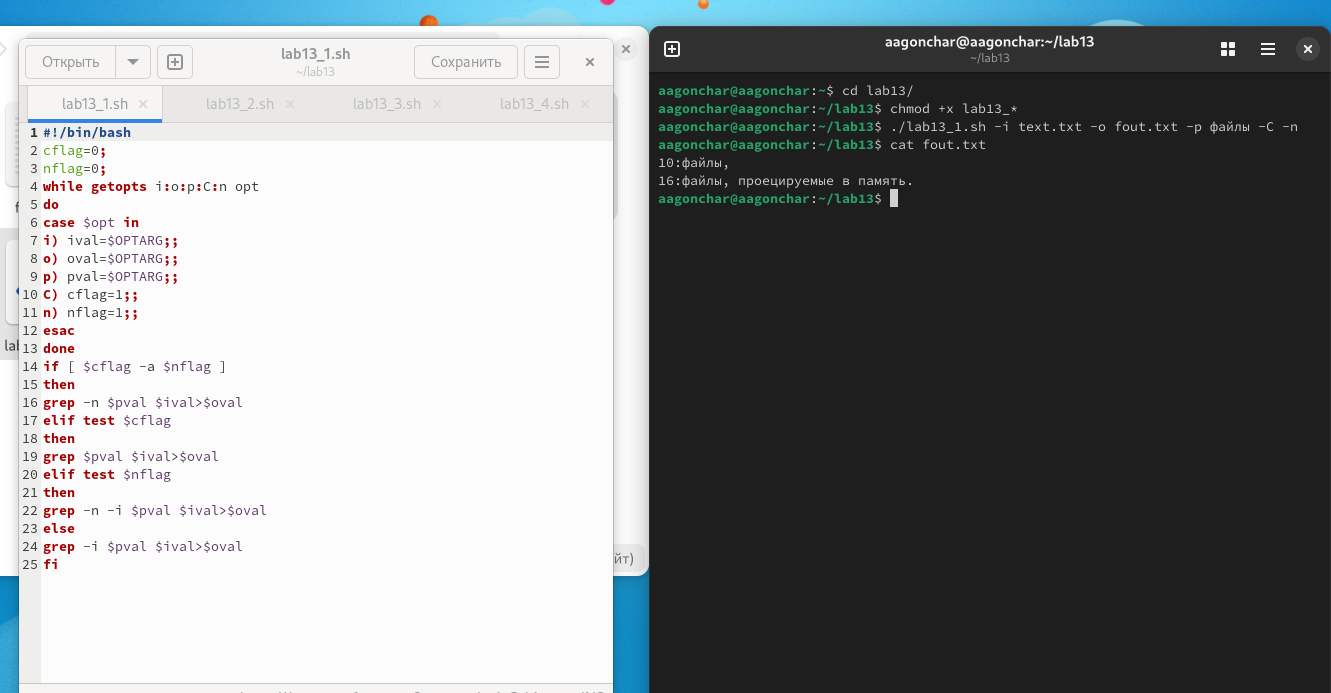 Открыть
lab13_1.sh
~/lab13
Сохранить
lab13_1.sh
lab13_2.sh
lab13_3.sh
lab13_4.sh
1 #!/bin/bash
2 cflag=0;
3 nflag=0;
4 while getopts i:o:p:C:n opt
5 do
6 case $opt in
7 i) ival=$OPTARG;;
8 o) oval=$OPTARG;;
9 p) pval=$OPTARG;;
10 C) cflag=1;;
11 n) nflag=1;;
12 esac
13 done
14 if [ $cflag -a $nflag ]
15 then
16 grep -n $pval $ival>$oval
17 elif test $cflag
18 then
19 grep $pval $ival>$oval
20 elif test $nflag
21 then
22 grep -n -i $pval $ival>$oval
23 else
24 grep -i $pval $ival>$oval
25 fi
йт)
aagonchar@aagonchar:~/lab13
~/lab13
aagonchar@aagonchar:~$ cd lab13/
aagonchar@aagonchar:~/lab13$ chmod +x lab13_*
aagonchar@aagonchar:~/lab13$ ./lab13_1.sh -i text.txt -o fout.txt -p файлы -C -n
aagonchar@aagonchar:~/lab13$ cat fout.txt
10:файлы,
16:файлы, проецируемые в память.
aagonchar@aagonchar:~/lab13$